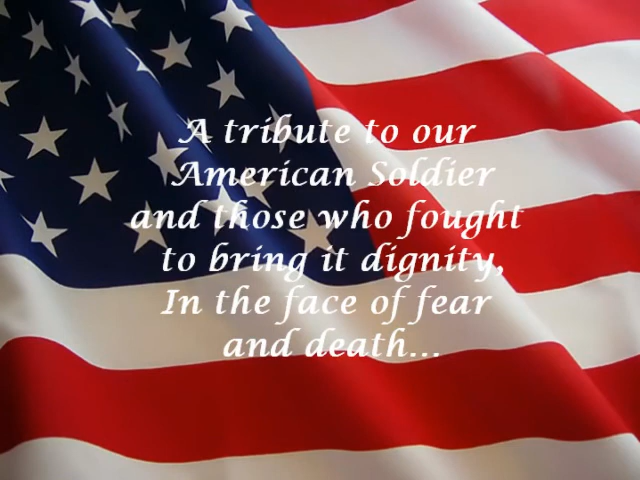 A tribute to our
American Soldier
and those who fought
to bring it dignity,
In the face of fear
and death...